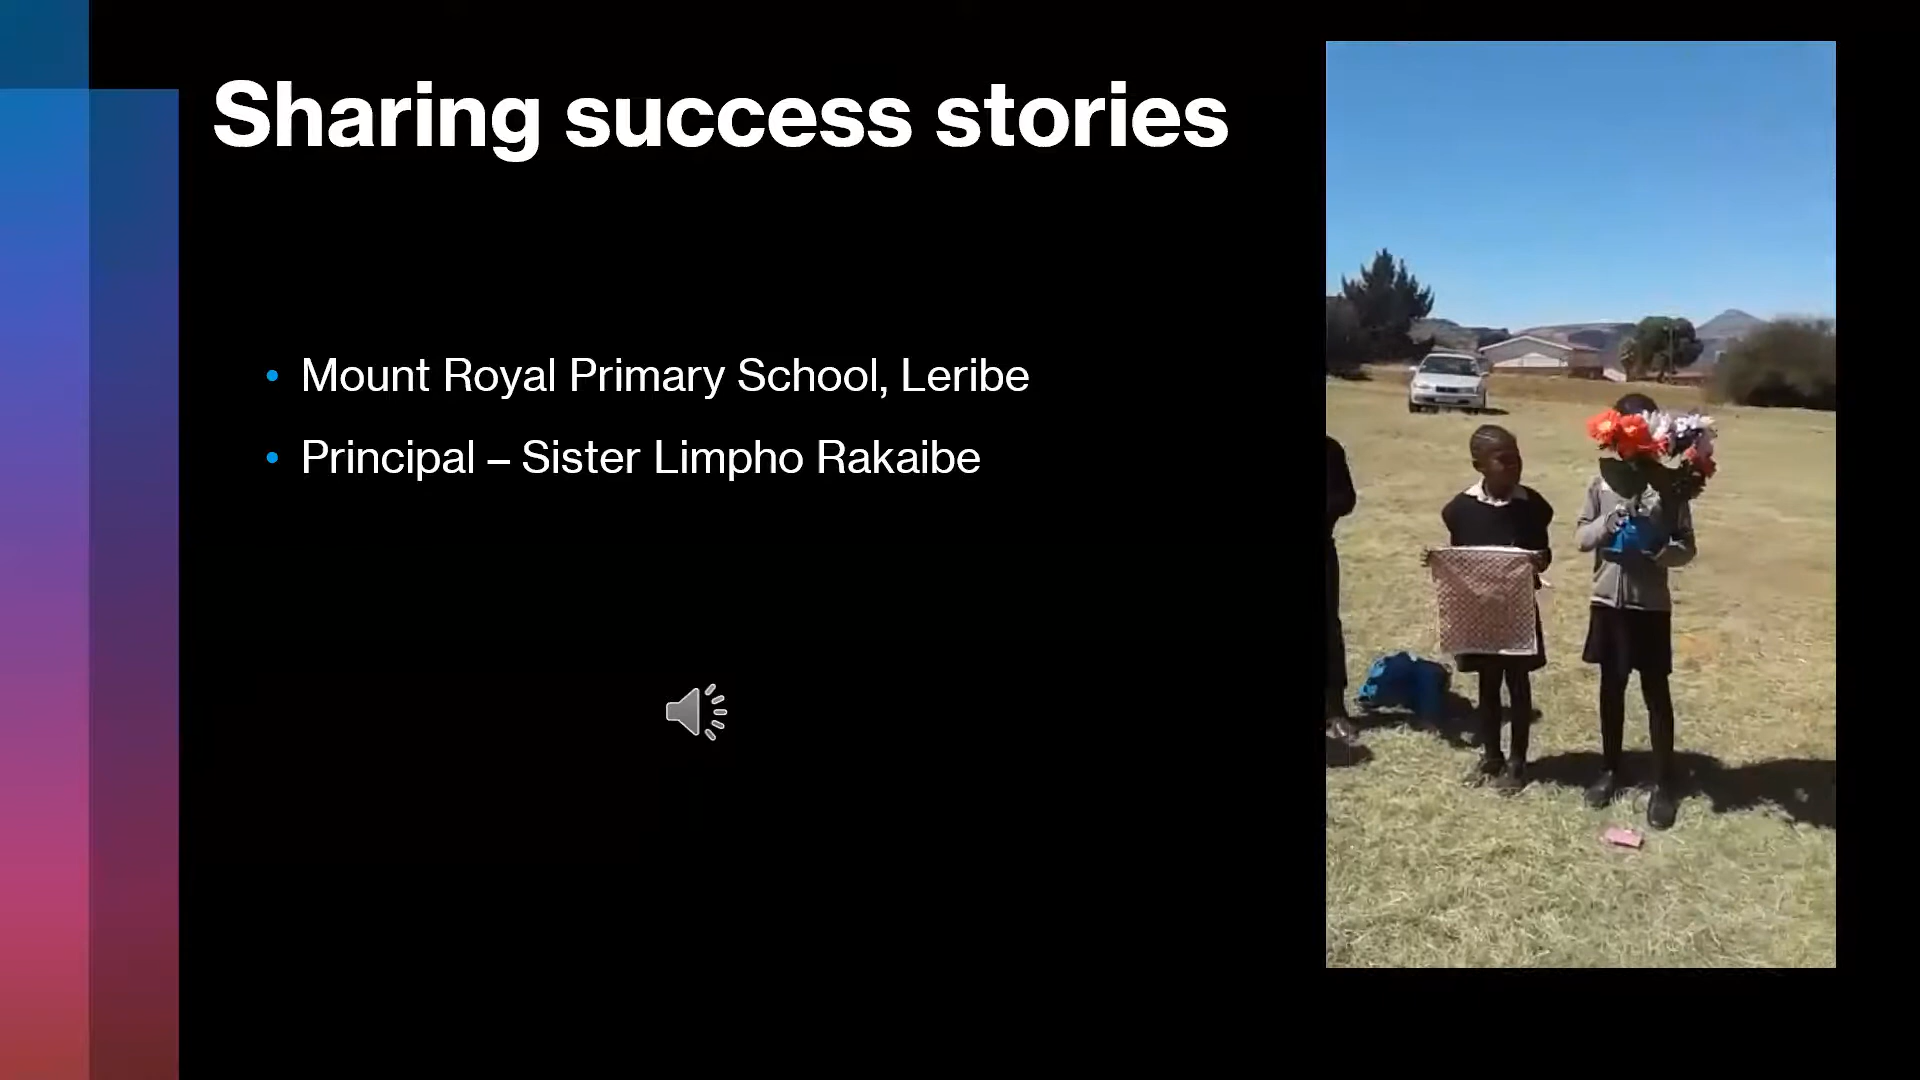 Sharing success stories
• Mount Royal Primary School, Leribe
• Principal – Sister Limpho Rakaibe